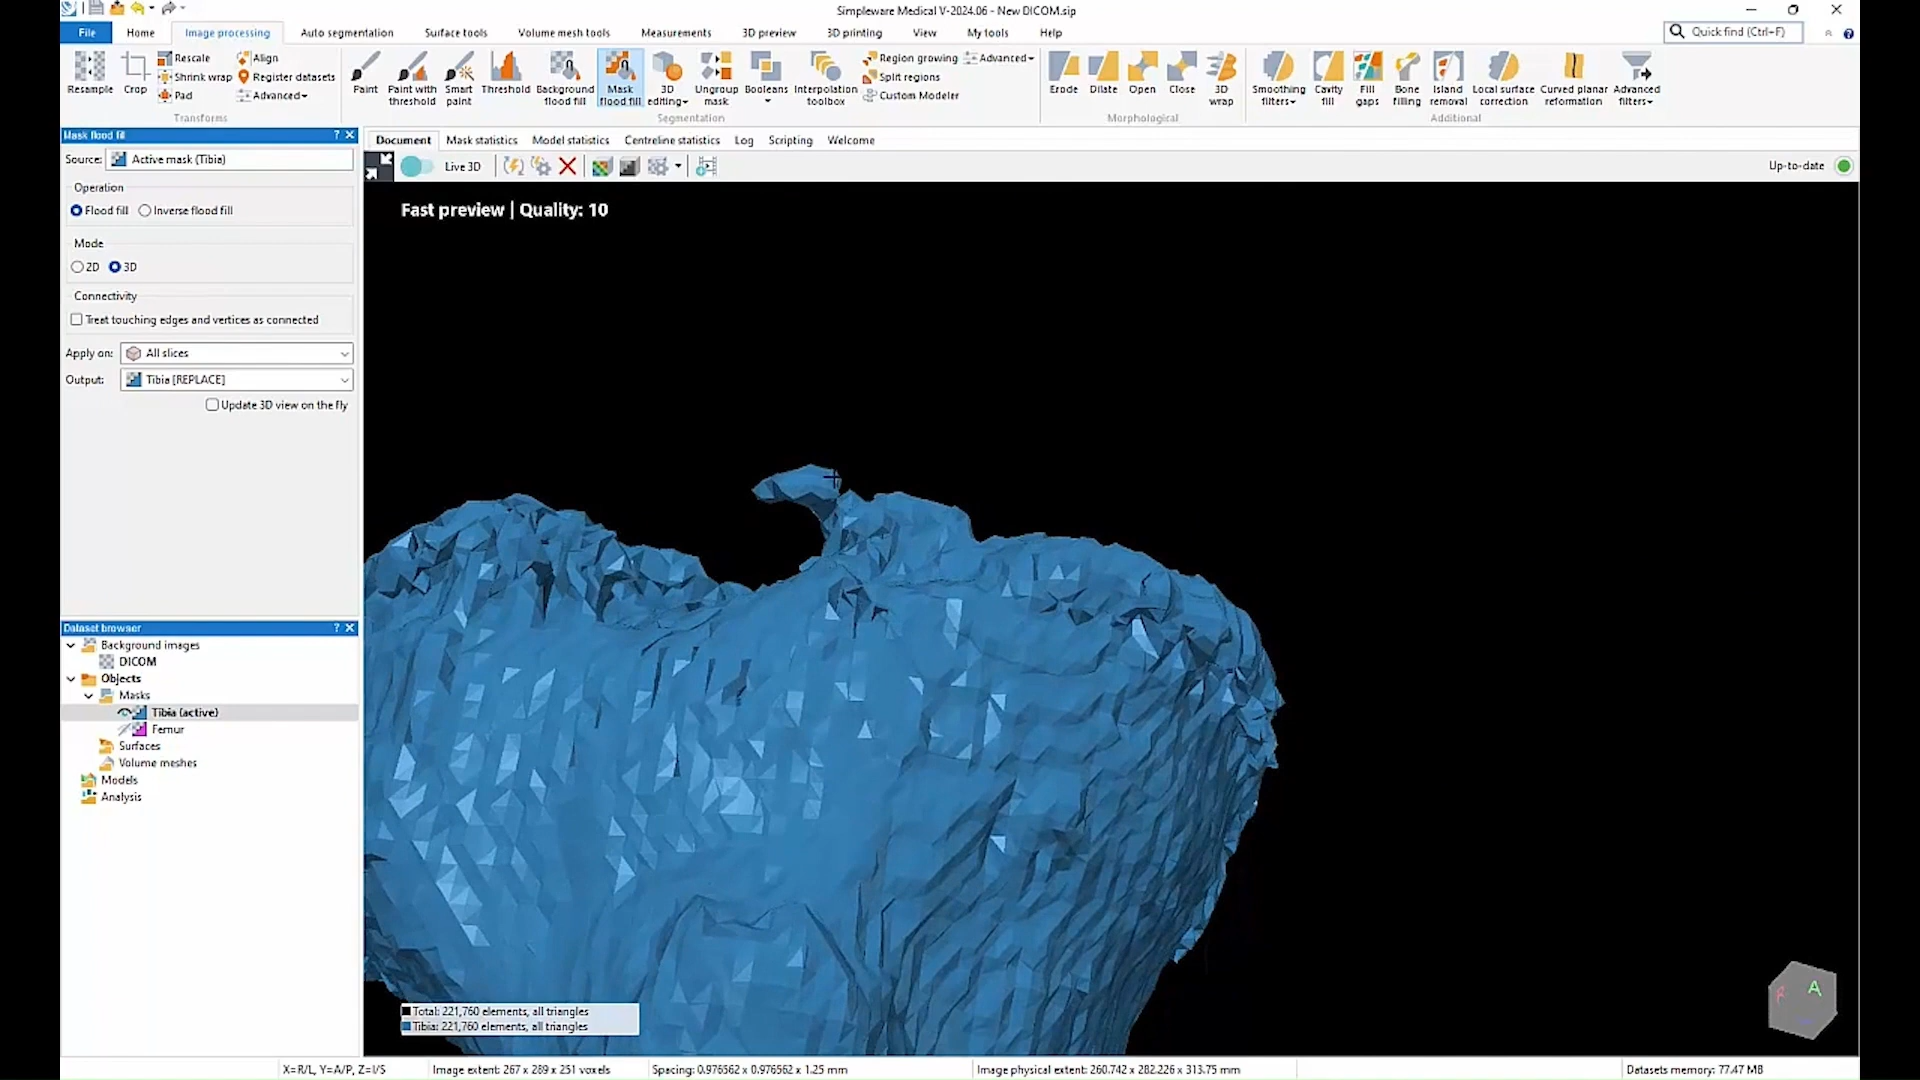 Simpleware Medical V-2024.06 - New DICOM.sip
File Home Image processing Auto segmentation Surface tools Volume mesh tools Measurements 3D preview 3D printing View My tools Help Quick find (Ctrl+F)
Resample Crop Rescale Shrink wrap Pad Align Register datasets Advanced
Transforms
Paint Paint with threshold Smart paint Threshold Background flood fill Mask flood fill 3D editing Ungroup mask Booleans Interpolation toolbox Region growing Split regions Custom Modeler Advanced
Segmentation
Erode Dilate Open Close 3D wrap
Morphological
Smoothing filters Cavity fill Fill gaps Bone filling Island removal Local surface correction Curved planar reformation Advanced filters
Additional
Mask flood fill ?
Source: Active mask (Tibia)
Operation
Flood fill Inverse flood fill
Mode
2D 3D
Connectivity
Treat touching edges and vertices as connected
Apply on: All slices
Output: Tibia [REPLACE]
Update 3D view on the fly
Dataset browser ?
Background images
DICOM
Objects
Masks
Tibia (active)
Femur
Surfaces
Volume meshes
Models
Analysis
Document Mask statistics Model statistics Centreline statistics Log Scripting Welcome
Live 3D Up-to-date
Fast preview | Quality: 10
Total: 221,760 elements, all triangles
Tibia: 221,760 elements, all triangles
R A
X=R/L, Y=A/P, Z=I/S Image extent: 267 x 289 x 251 voxels Spacing: 0.976562 x 0.976562 x 1.25 mm Image physical extent: 260.742 x 282.226 x 313.75 mm Datasets memory: 77.47 MB